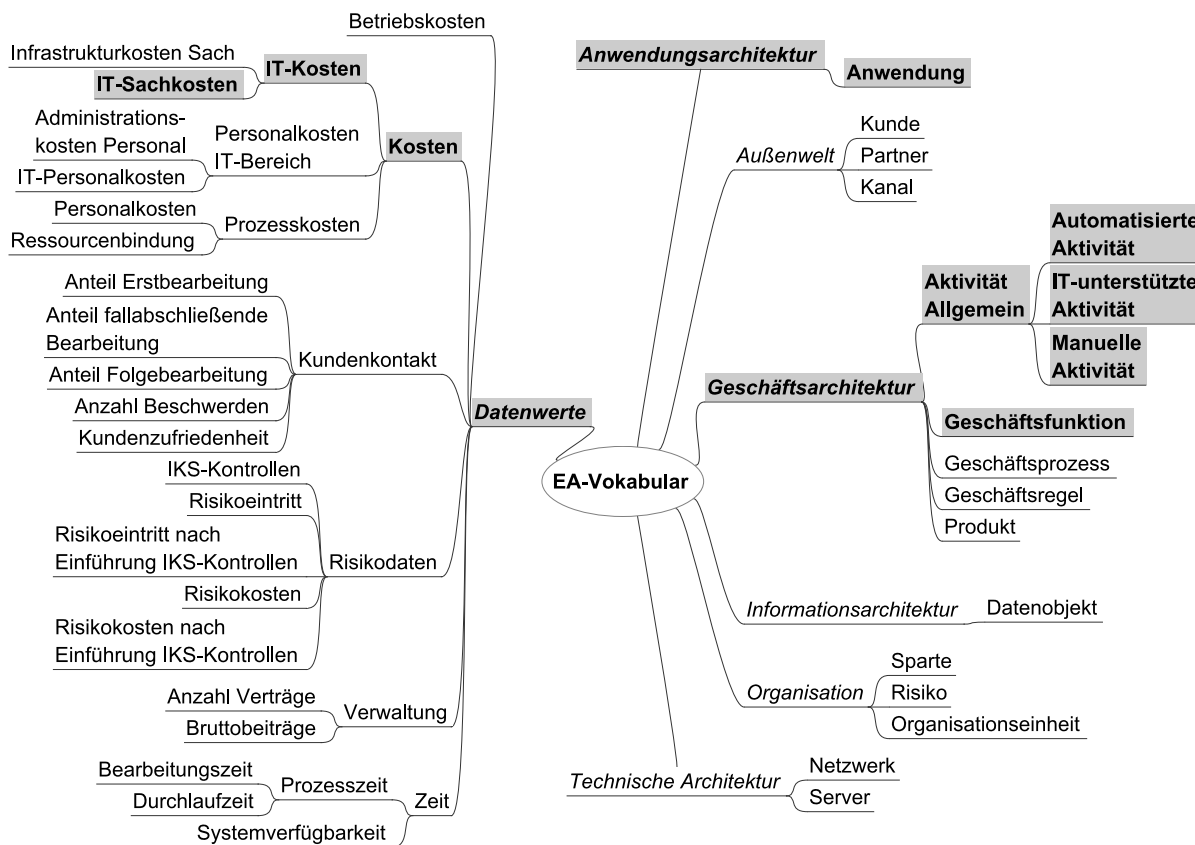 Betriebskosten
Infrastrukturkosten Sach
IT-Sachkosten
IT-Kosten
Administrations-
kosten Personal
IT-Personalkosten
Personalkosten
IT-Bereich
Kosten
Personalkosten
Ressourcenbindung
Prozesskosten
Anteil Erstbearbeitung
Anteil fallabschließende
Bearbeitung
Anteil Folgebearbeitung
Anzahl Beschwerden
Kundenzufriedenheit
Kundenkontakt
Datenwerte
IKS-Kontrollen
Risikoeintritt
Risikoeintritt nach
Einführung IKS-Kontrollen
Risikokosten
Risikokosten nach
Einführung IKS-Kontrollen
Risikodaten
Anzahl Verträge
Bruttobeiträge
Verwaltung
Bearbeitungszeit
Durchlaufzeit
Prozesszeit
Systemverfügbarkeit
Zeit
EA-Vokabular
Anwendungsarchitektur
Anwendung
Außenwelt
Kunde
Partner
Kanal
Geschäftsarchitektur
Aktivität
Allgemein
Automatisierte
Aktivität
IT-unterstützte
Aktivität
Manuelle
Aktivität
Geschäftsfunktion
Geschäftsprozess
Geschäftsregel
Produkt
Informationsarchitektur
Datenobjekt
Organisation
Sparte
Risiko
Organisationseinheit
Technische Architektur
Netzwerk
Server